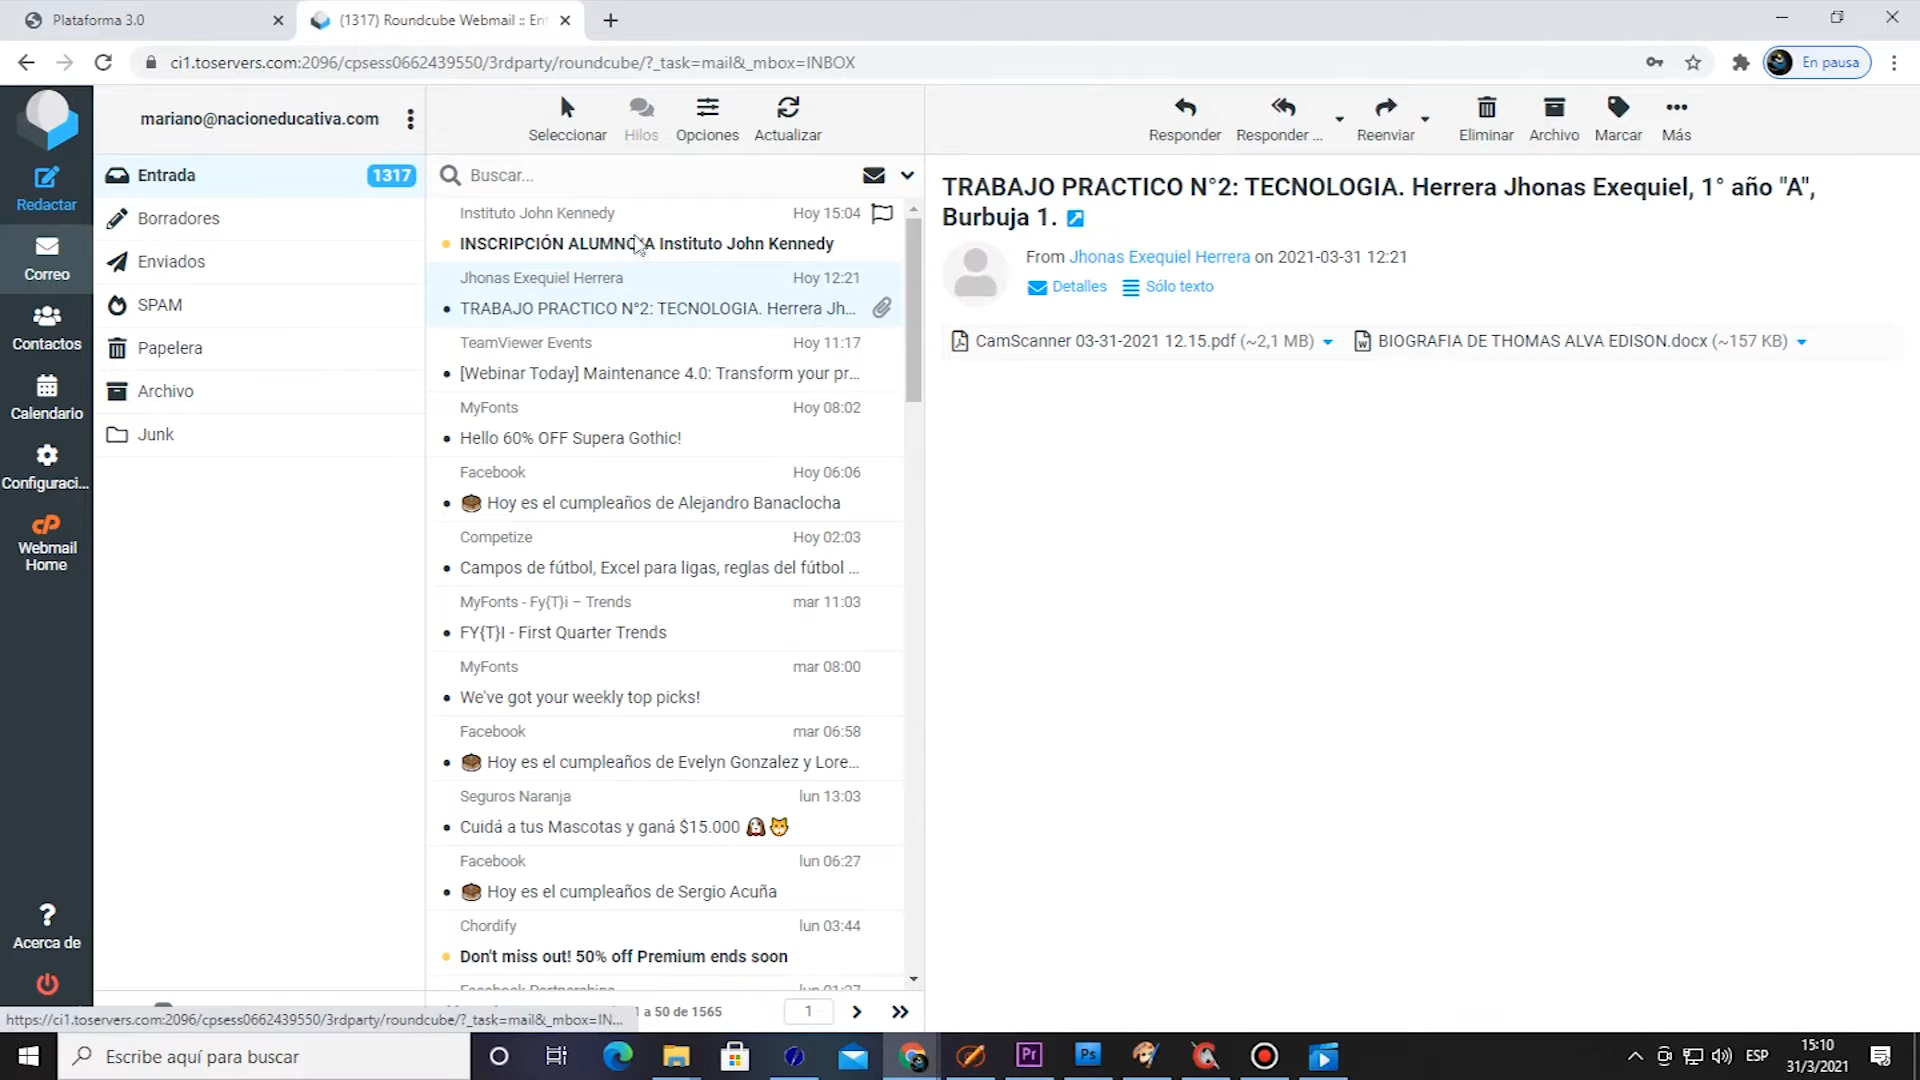 Plataforma 3.0
(1317) Roundcube Webmail :: En
ci1.toservers.com:2096/cpsess0662439550/3rdparty/roundcube/?_task=mail&_mbox=INBOX
En pausa
mariano@nacioneducativa.com
Seleccionar
Hilos
Opciones
Actualizar
Responder
Responder ...
Reenviar
Eliminar
Archivo
Marcar
Más
Redactar
Correo
Contactos
Calendario
Configuraci...
cP
Webmail
Home
Acerca de
Entrada
1317
Borradores
Enviados
SPAM
Papelera
Archivo
Junk
Buscar...
Instituto John Kennedy
Hoy 15:04
INSCRIPCIÓN ALUMNO/A Instituto John Kennedy
Jhonas Exequiel Herrera
Hoy 12:21
TRABAJO PRACTICO N°2: TECNOLOGIA. Herrera Jh...
TeamViewer Events
Hoy 11:17
[Webinar Today] Maintenance 4.0: Transform your pr...
MyFonts
Hoy 08:02
Hello 60% OFF Supera Gothic!
Facebook
Hoy 06:06
Hoy es el cumpleaños de Alejandro Banaclocha
Competize
Hoy 02:03
Campos de fútbol, Excel para ligas, reglas del fútbol ...
MyFonts - Fy{T}i – Trends
mar 11:03
FY{T}I - First Quarter Trends
MyFonts
mar 08:00
We've got your weekly top picks!
Facebook
mar 06:58
Hoy es el cumpleaños de Evelyn Gonzalez y Lore...
Seguros Naranja
lun 13:03
Cuidá a tus Mascotas y ganá $15.000
Facebook
lun 06:27
Hoy es el cumpleaños de Sergio Acuña
Chordify
lun 03:44
Don't miss out! 50% off Premium ends soon
Facebook Partnerships
lun 01:27
1 a 50 de 1565
1
TRABAJO PRACTICO N°2: TECNOLOGIA. Herrera Jhonas Exequiel, 1° año "A",
Burbuja 1.
From Jhonas Exequiel Herrera on 2021-03-31 12:21
Detalles
Sólo texto
CamScanner 03-31-2021 12.15.pdf (~2,1 MB)
BIOGRAFIA DE THOMAS ALVA EDISON.docx (~157 KB)
https://ci1.toservers.com:2096/cpsess0662439550/3rdparty/roundcube/?_task=mail&_mbox=IN...
Escribe aquí para buscar
Pr
Ps
ESP
15:10
31/3/2021